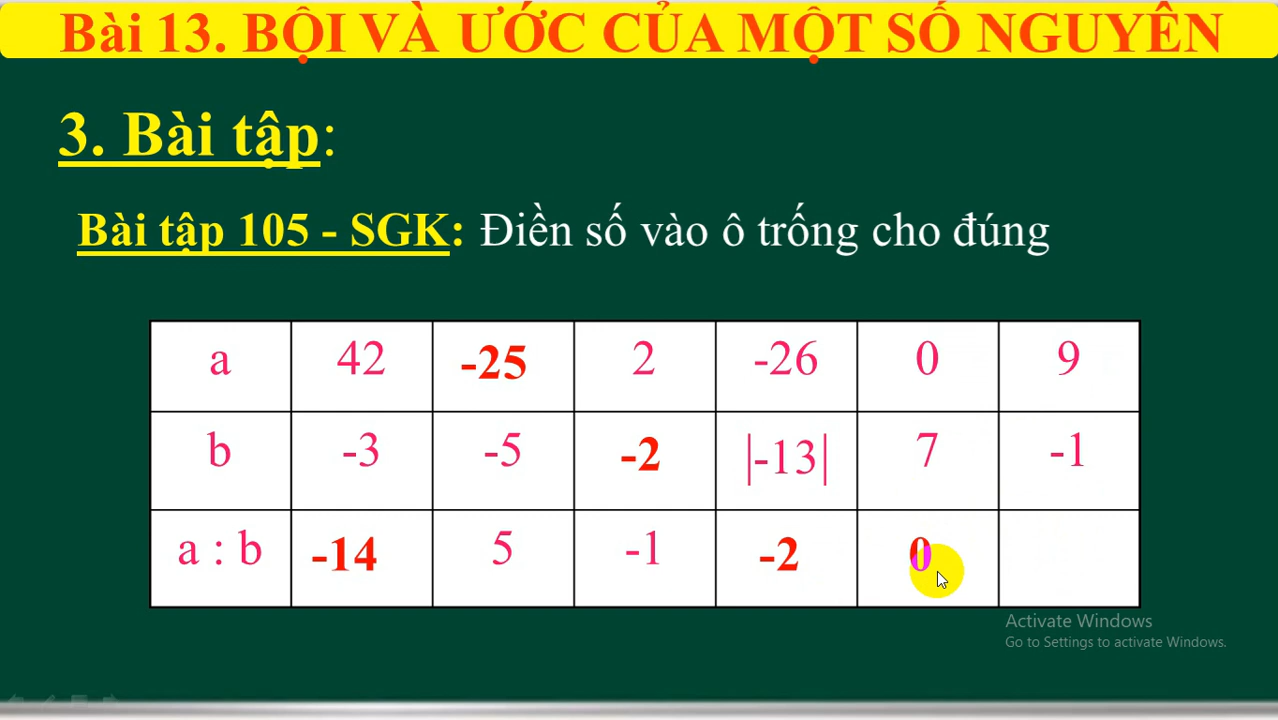 Bài 13. BỘI VÀ ƯỚC CỦA MỘT SỐ NGUYÊN
3. Bài tập:
Bài tập 105 - SGK: Điền số vào ô trống cho đúng
a 42 -25 2 -26 0 9
b -3 -5 -2 |-13| 7 -1
a : b -14 5 -1 -2 0
Activate Windows
Go to Settings to activate Windows.